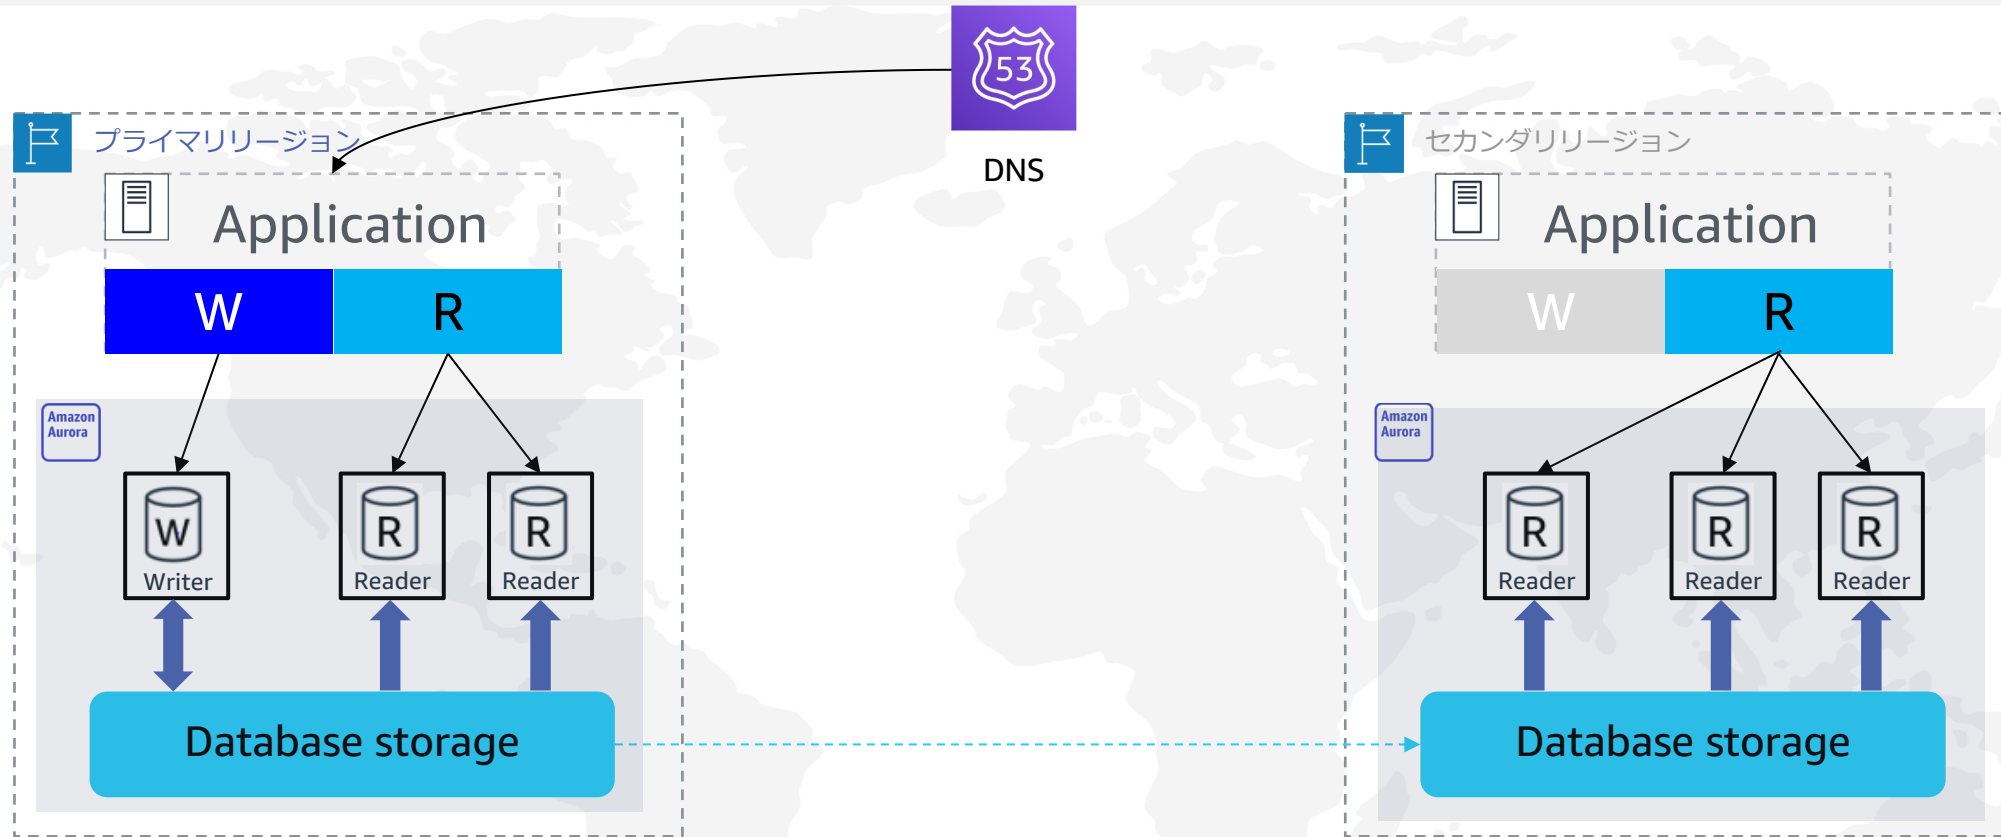 53
DNS
プライマリリージョン
Application
W
R
Amazon
Aurora
W
Writer
R
Reader
R
Reader
Database storage
セカンダリリージョン
Application
W
R
Amazon
Aurora
R
Reader
R
Reader
R
Reader
Database storage